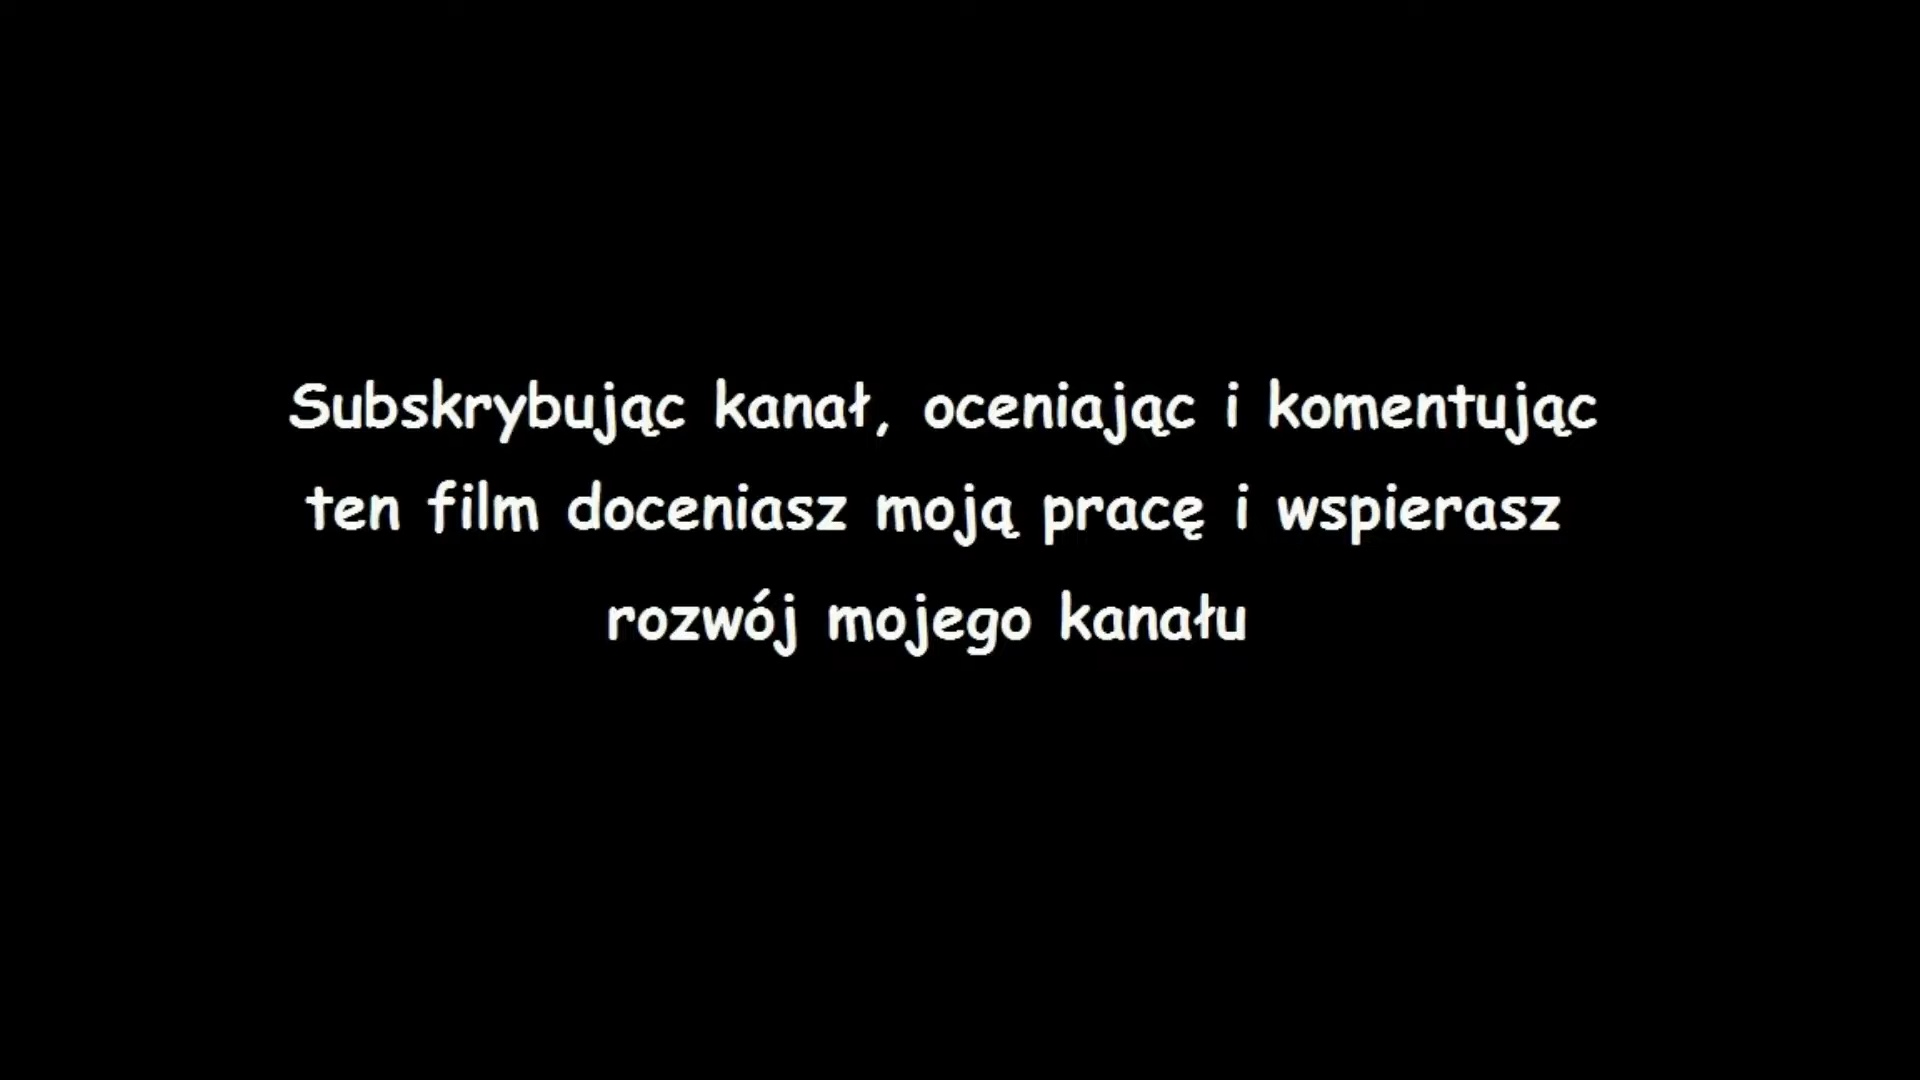 Subskrybując kanał, oceniając i komentując
ten film doceniasz moją pracę i wspierasz
rozwój mojego kanału